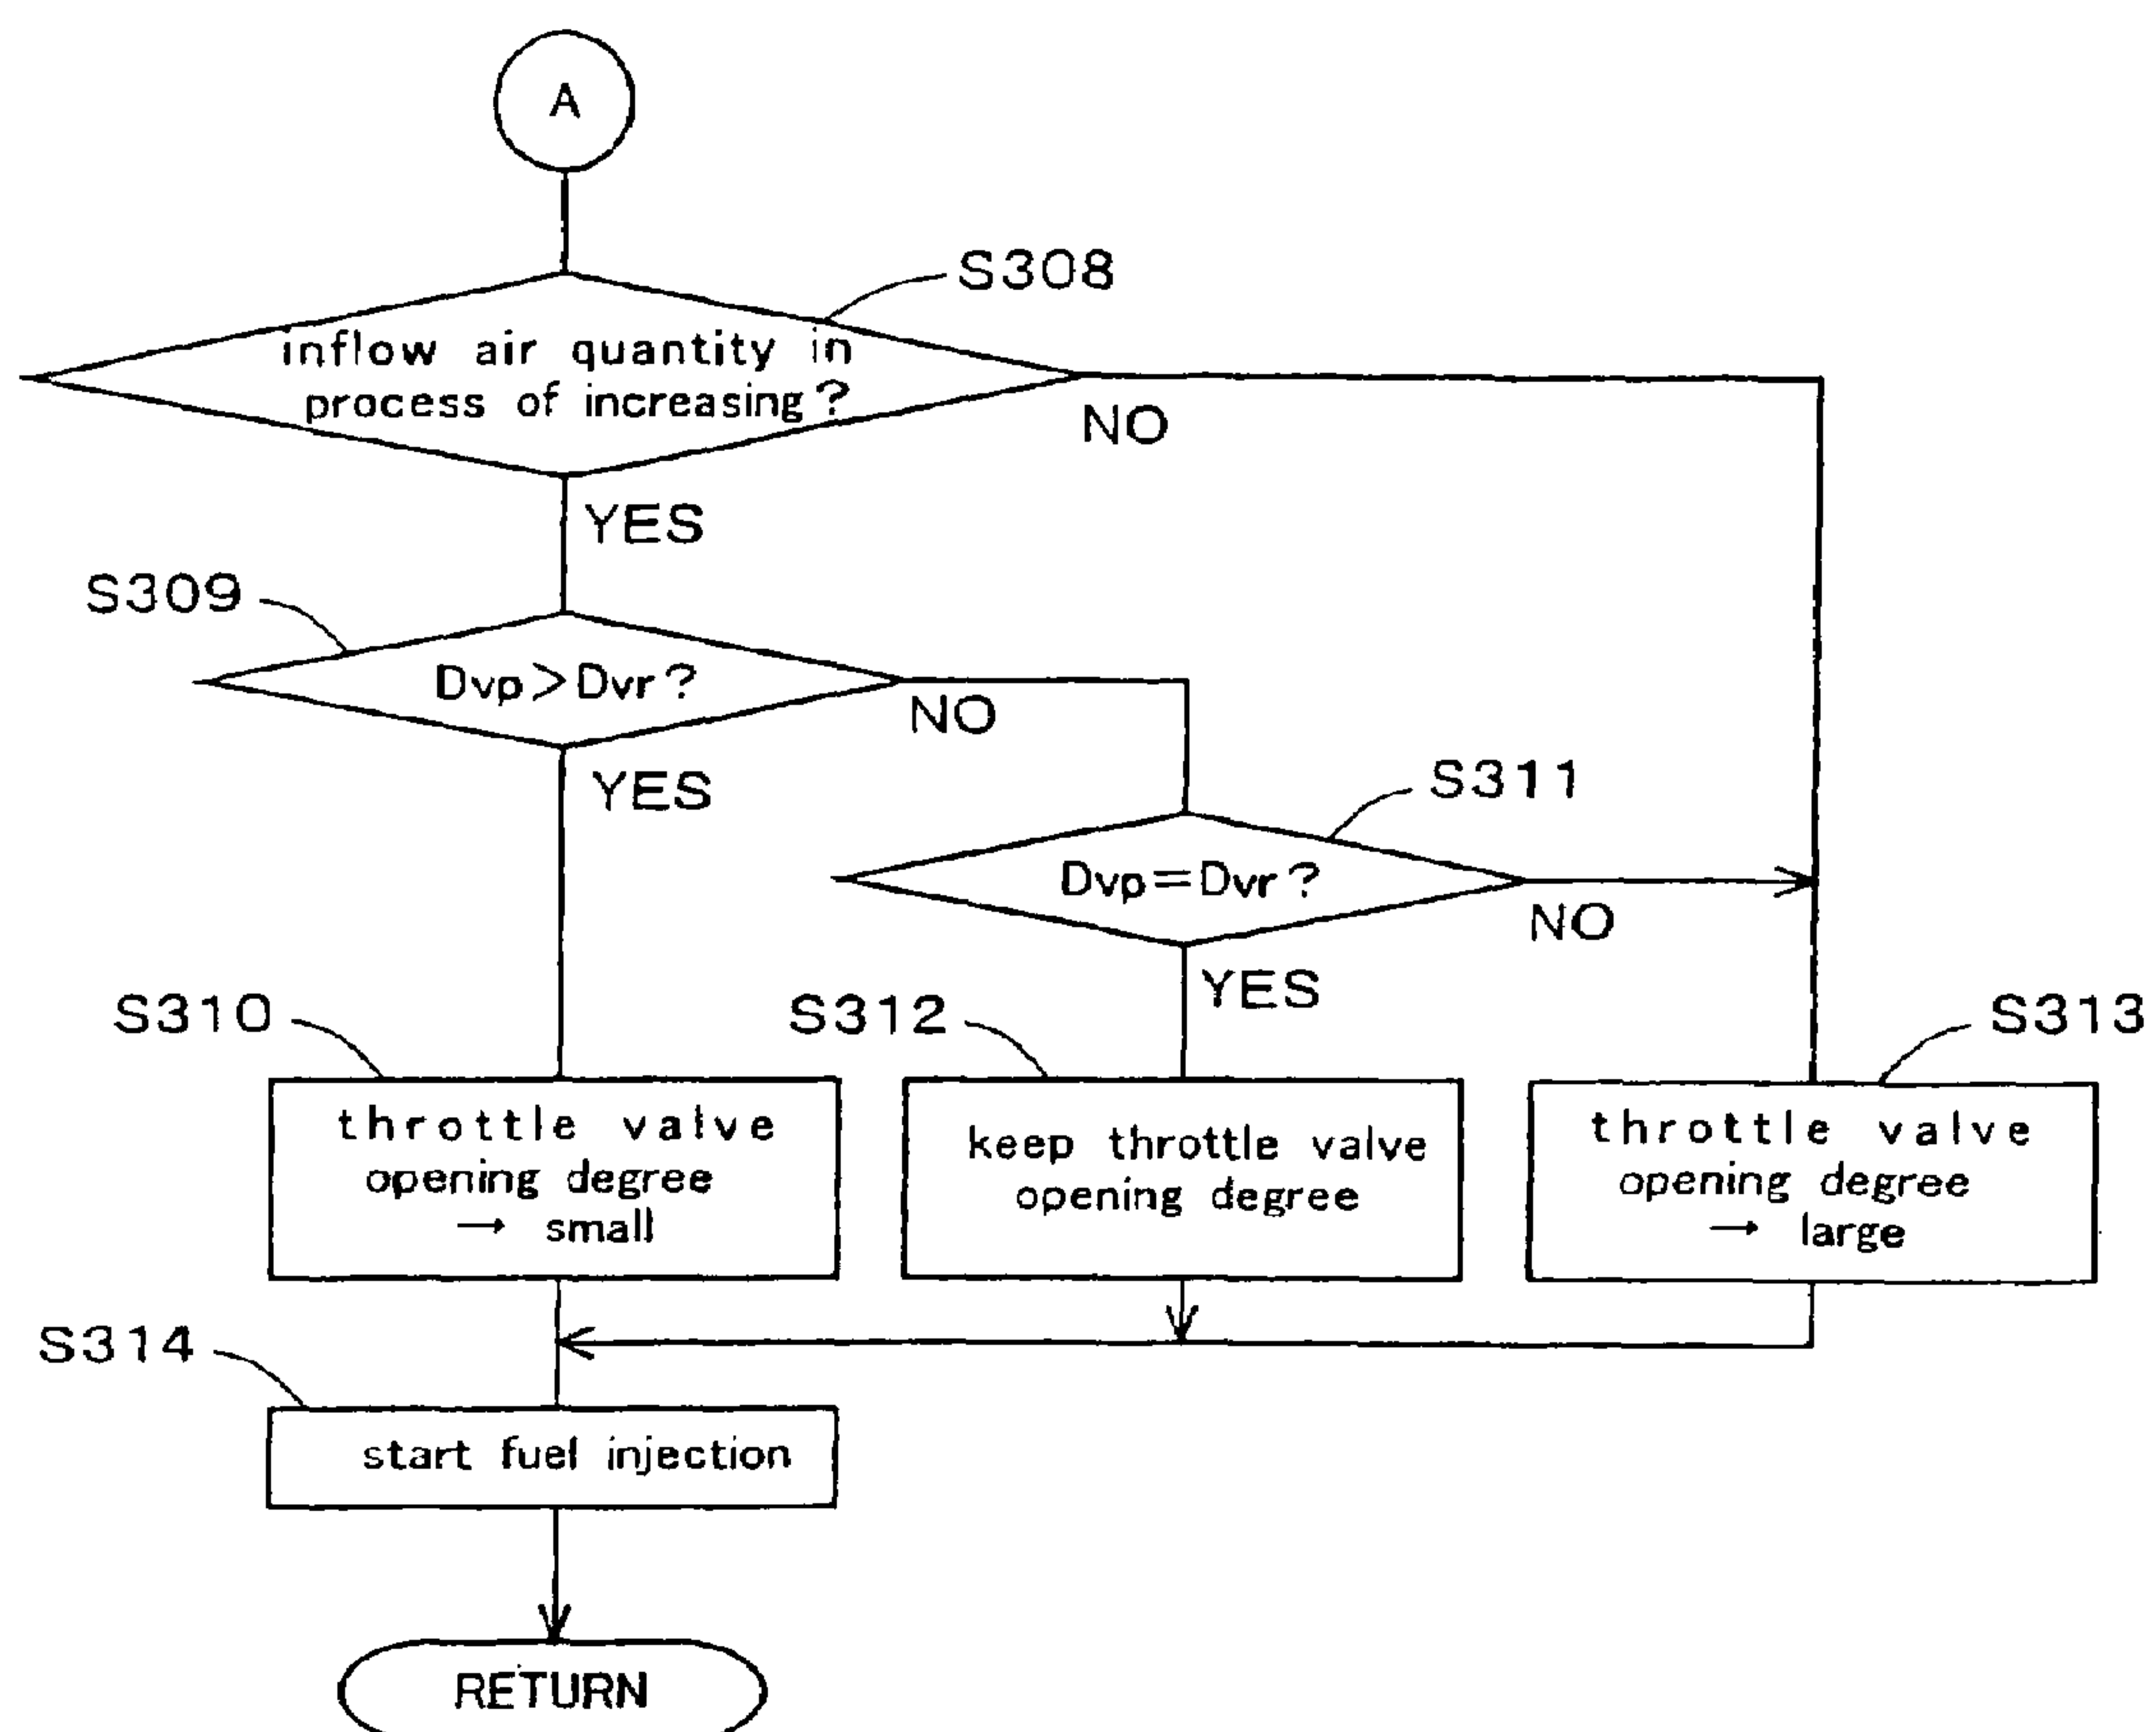 A
S308
inflow air quantity in
process of increasing?
NO
YES
S309
Dvp>Dvr?
NO
YES
S311
Dvp=Dvr?
NO
YES
S310
throttle valve
opening degree
→ small
S312
keep throttle valve
opening degree
S313
throttle valve
opening degree
→ large
S314
start fuel injection
RETURN